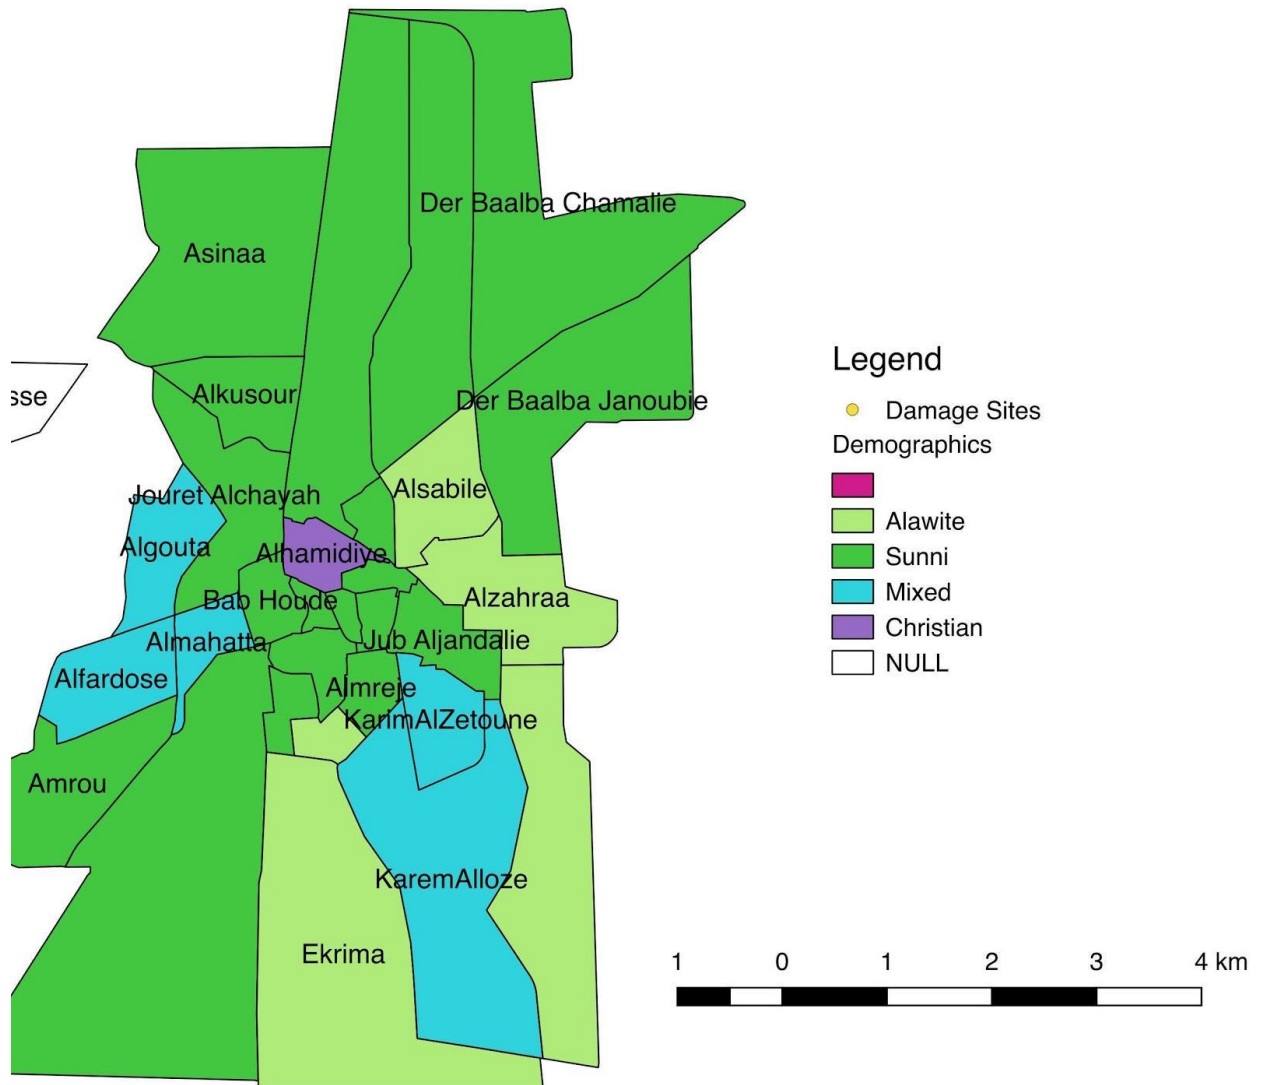 Der Baalba Chamalie
Asinaa
sse
Alkusour
Der Baalba Janoubie
Jouret Alchayah
Alsabile
Algouta
Alhamidiye
Bab Houde
Alzahraa
Almahatta
Jub Aljandalie
Alfardose
Almreje
KarimAlZetoune
Amrou
KaremAlloze
Ekrima
Legend
Damage Sites
Demographics
Alawite
Sunni
Mixed
Christian
NULL
1 0 1 2 3 4 km